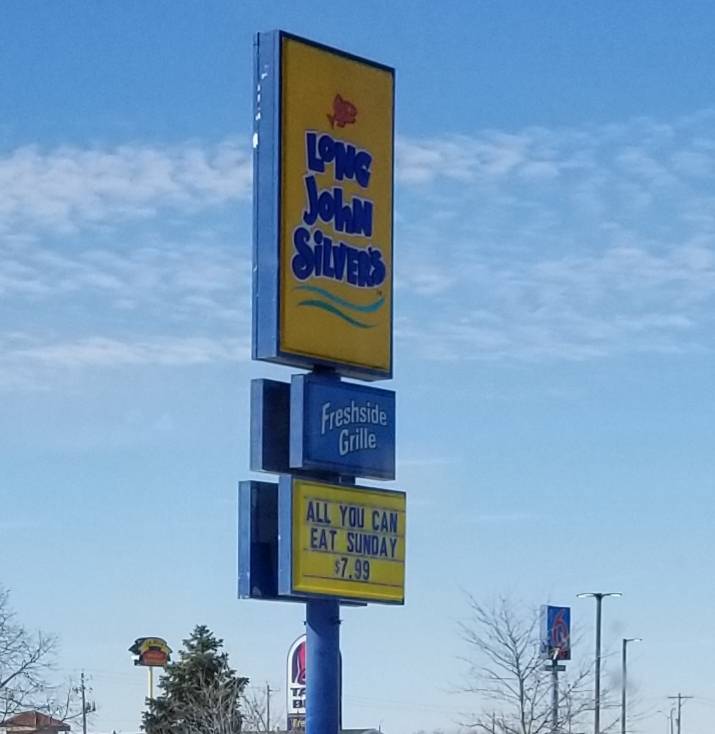 LONG
JOHN
SILVER'S
Freshside
Grille
ALL YOU CAN
EAT SUNDAY
$7.99